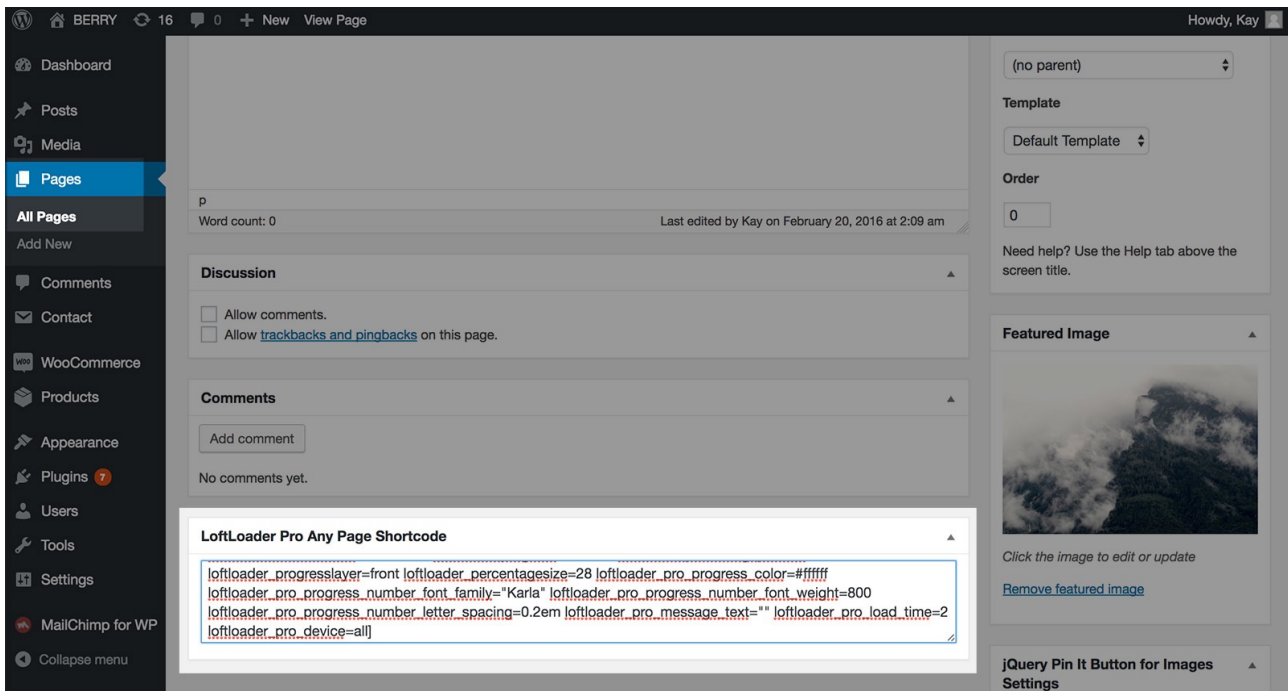 BERRY 16 0 New View Page Howdy, Kay
Dashboard
Posts
Media
Pages
All Pages
Add New
Comments
Contact
WOO WooCommerce
Products
Appearance
Plugins 7
Users
Tools
Settings
MailChimp for WP
Collapse menu
p
Word count: 0 Last edited by Kay on February 20, 2016 at 2:09 am
Discussion
Allow comments.
Allow trackbacks and pingbacks on this page.
Comments
Add comment
No comments yet.
LoftLoader Pro Any Page Shortcode
loftloader_progresslayer=front loftloader_percentagesize=28 loftloader_pro_progress_color=#ffffff
loftloader_pro_progress_number_font_family="Karla" loftloader_pro_progress_number_font_weight=800
loftloader_pro_progress_number_letter_spacing=0.2em loftloader_pro_message_text="" loftloader_pro_load_time=2
loftloader_pro_device=all]
(no parent)
Template
Default Template
Order
0
Need help? Use the Help tab above the
screen title.
Featured Image
Click the image to edit or update
Remove featured image
jQuery Pin It Button for Images
Settings